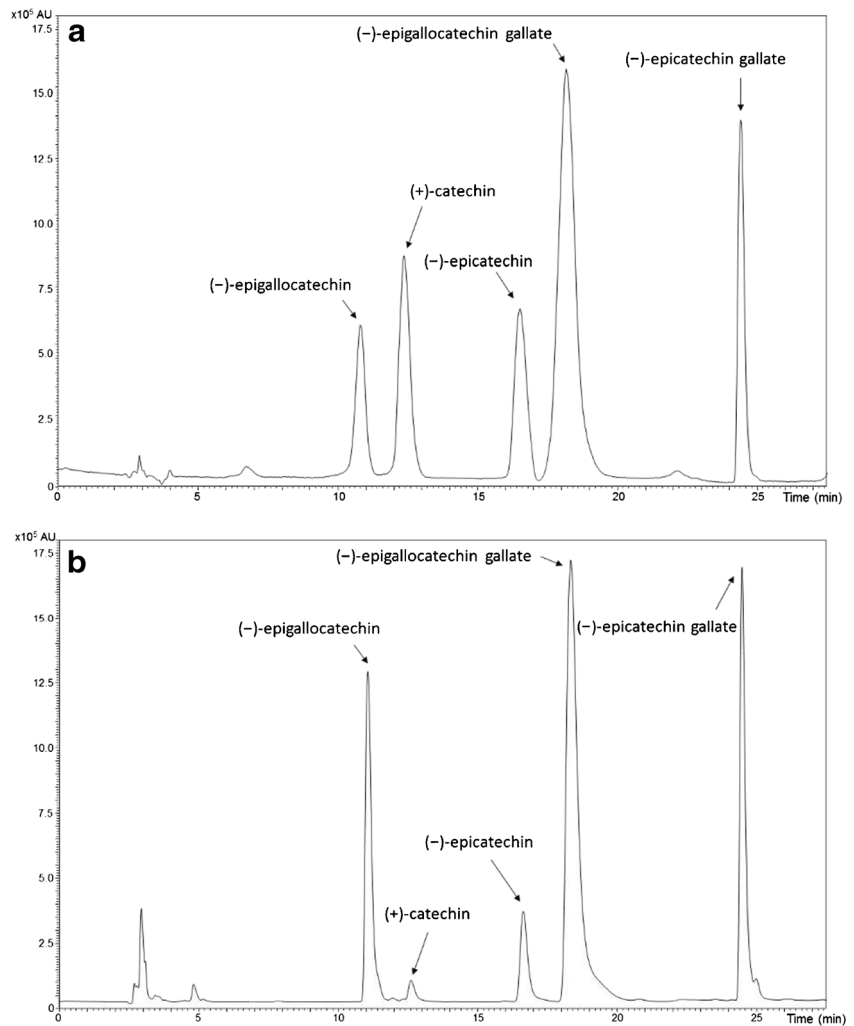 x10⁵ AU
a
(−)-epigallocatechin gallate
(−)-epicatechin gallate
(+)-catechin
(−)-epicatechin
(−)-epigallocatechin
17.5
15.0
12.5
10.0
7.5
5.0
2.5
0
0 5 10 15 20 25 Time (min)
x10⁵ AU
b
(−)-epigallocatechin gallate
(−)-epigallocatechin
(−)-epicatechin gallate
(−)-epicatechin
(+)-catechin
17.5
15.0
12.5
10.0
7.5
5.0
2.5
0
0 5 10 15 20 25 Time (min)